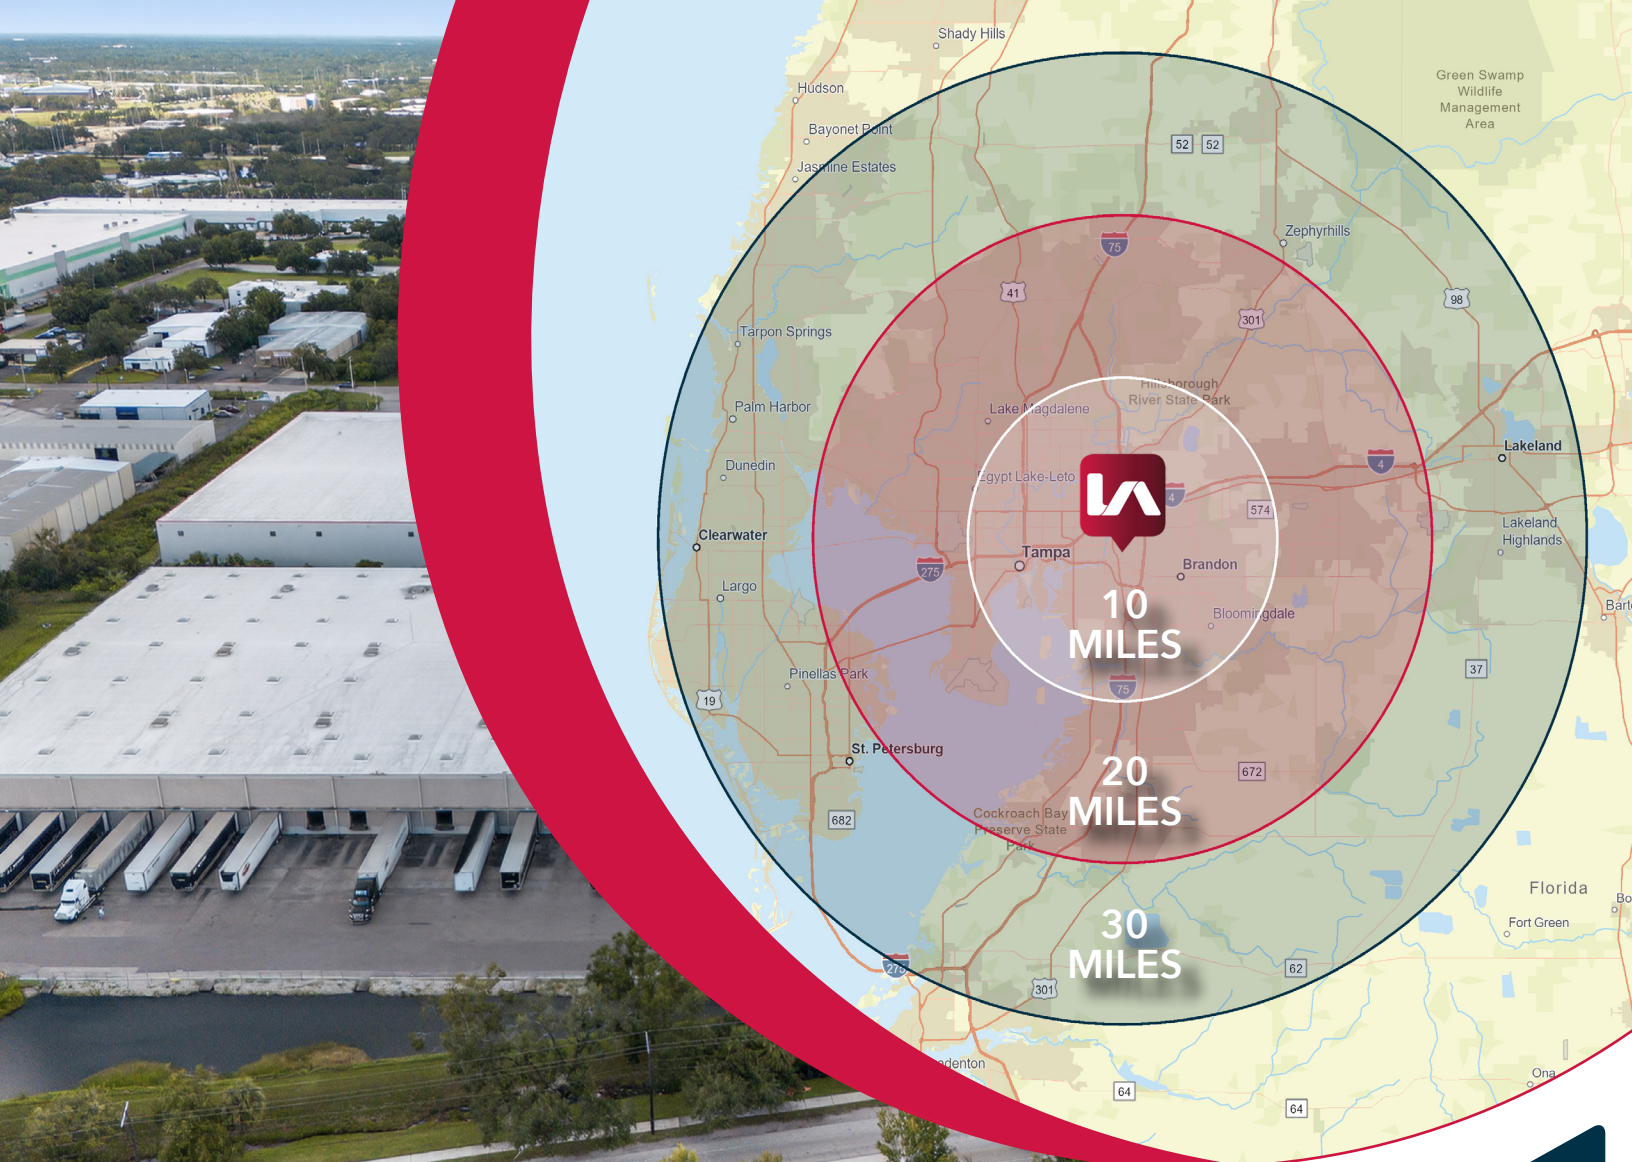 Shady Hills
Hudson
Bayonet Point
Jasmine Estates
Green Swamp
Wildlife
Management
Area
52
52
Zephyrhills
75
41
98
301
Tarpon Springs
Hillsborough
River State Park
Palm Harbor
Lake Magdalene
Lakeland
4
Dunedin
Egypt Lake-Leto
LA
4
574
Lakeland
Highlands
Clearwater
Tampa
275
Brandon
Largo
10
MILES
Bloomingdale
Pinellas Park
37
19
75
St. Petersburg
20
MILES
672
682
Cockroach Bay
Preserve State
Park
Florida
30
MILES
Fort Green
275
62
301
Ona
64
64